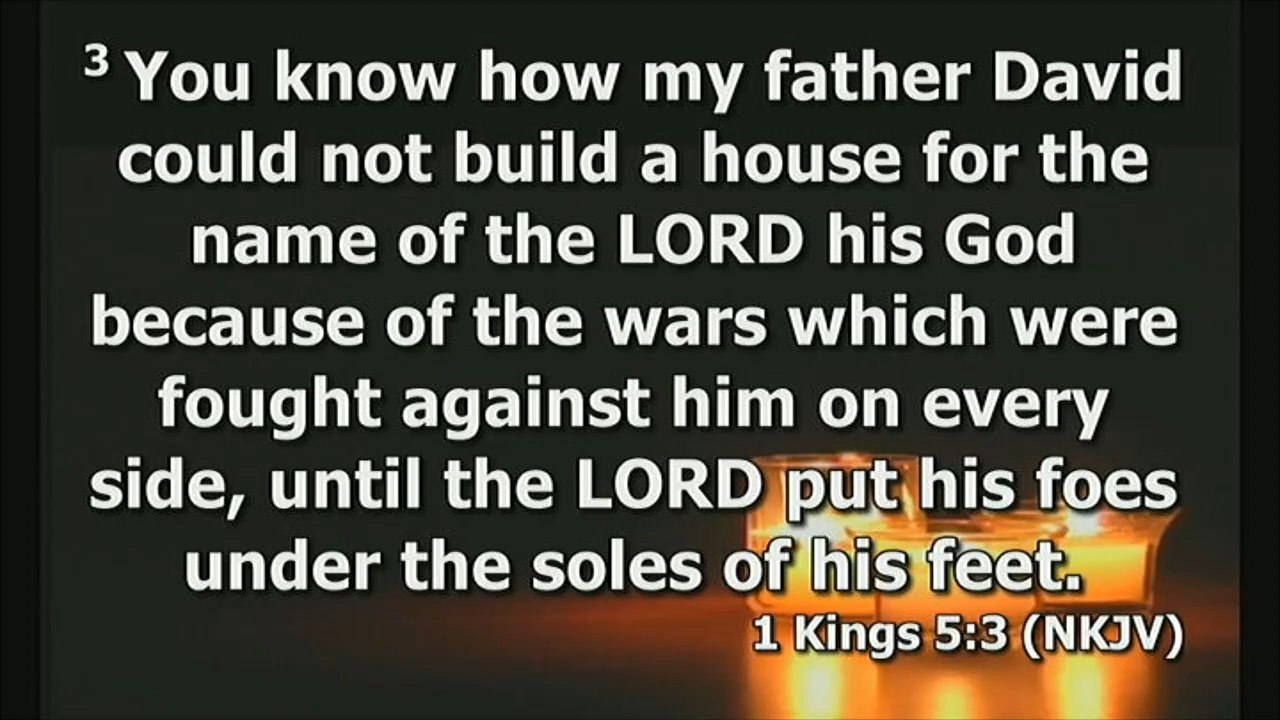 3 You know how my father David
could not build a house for the
name of the LORD his God
because of the wars which were
fought against him on every
side, until the LORD put his foes
under the soles of his feet.
1 Kings 5:3 (NKJV)